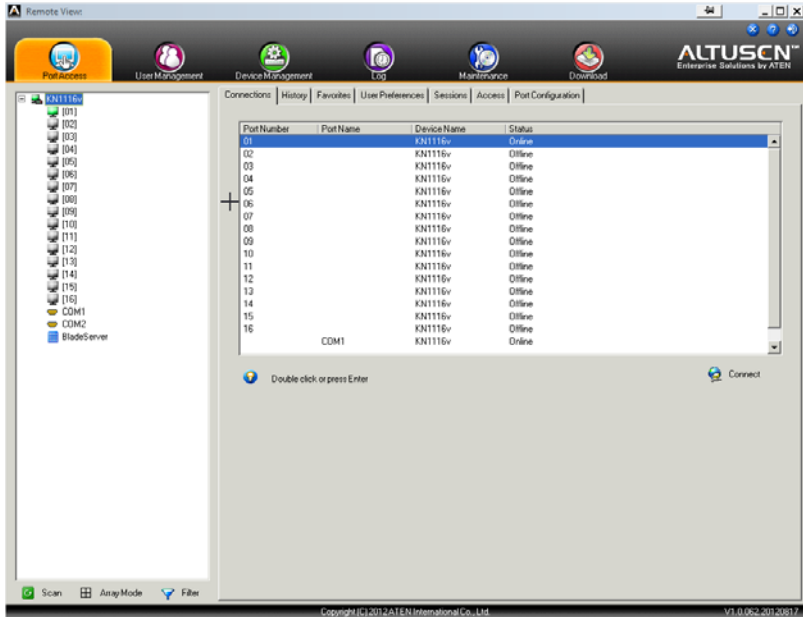 Remote View:
ALTUSEN™
Enterprise Solutions by ATEN
Port Access User Management Device Management Log Maintenance Download
KN1116v
[01]
[02]
[03]
[04]
[05]
[06]
[07]
[08]
[09]
[10]
[11]
[12]
[13]
[14]
[15]
[16]
COM1
COM2
BladeServer
Connections History Favorites User Preferences Sessions Access Port Configuration
Port Number Port Name Device Name Status
01 KN1116v Online
02 KN1116v Offline
03 KN1116v Offline
04 KN1116v Offline
05 KN1116v Offline
06 KN1116v Offline
07 KN1116v Offline
08 KN1116v Offline
09 KN1116v Offline
10 KN1116v Offline
11 KN1116v Offline
12 KN1116v Offline
13 KN1116v Offline
14 KN1116v Offline
15 KN1116v Offline
16 KN1116v Offline
COM1 KN1116v Online
Double click or press Enter
Connect
Scan Array Mode Filter
Copyright (C) 2012 ATEN International Co., Ltd.
V1.0.062.20120817